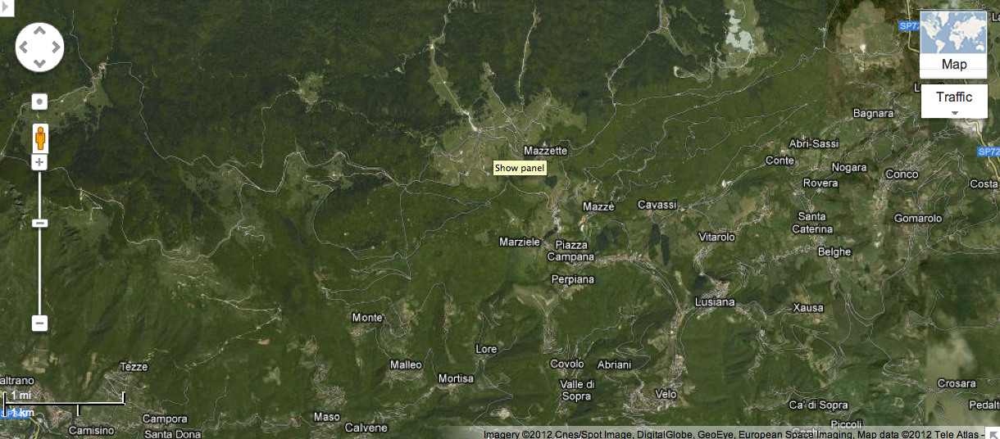 SP72
Map
Traffic
Bagnara
Mazzette
Show panel
Abri-Sassi
Conte
Nogara
Rovera
Conco
SP72
Costa
Mazzè
Cavassi
Santa
Caterina
Gomarolo
Marziele
Piazza
Campana
Vitarolo
Belghe
Perpiana
Lusiana
Xausa
Monte
Lore
Malleo
Mortisa
Covolo
Abriani
Valle di
Sopra
Velo
Tezze
altrano
1 mi
1 km
Crosara
Ca' di Sopra
Pedalt
Maso
Calvene
Camisino
Campora
Santa Dona
Piccoli
Imagery ©2012 Cnes/Spot Image, DigitalGlobe, GeoEye, European Space Imaging, Map data ©2012 Tele Atlas -